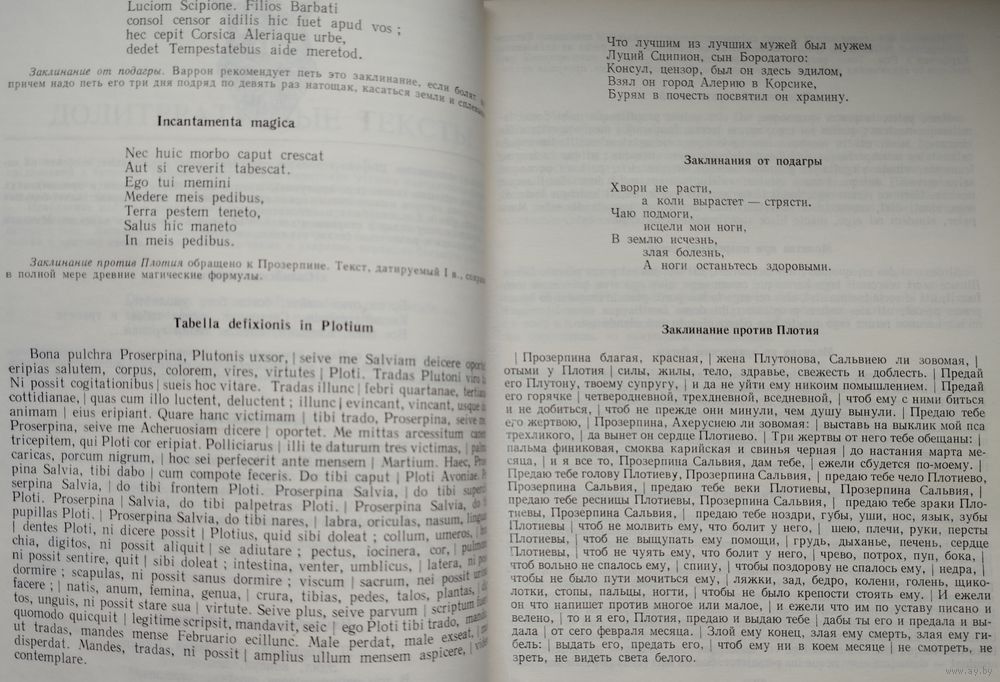 Luciom Scipione. Filios Barbati
consol censor aidilis hic fuet apud vos;
hec cepit Corsica Aleriaque urbe,
dedet Tempestatebus aide meretod.
Заклинание от подагры. Варрон рекомендует петь это заклинание, если болят
причем надо петь его три дня подряд по девять раз натощак, касаться земли и
Incantamenta magica
Nec huic morbo caput crescat
Aut si creverit tabescat.
Ego tui memini
Medere meis pedibus,
Terra pestem teneto,
Salus hic maneto
In meis pedibus.
Заклинание против Плотия обращено к Прозерпине. Текст, датируемый I в.,
в полной мере древние магические формулы.
Tabella defixionis in Plotium
Bona pulchra Proserpina, Plutonis uxsor, | seive me Salviam deicere
eripias salutem, corpus, colorem, vires, virtutes | Ploti. Tradas Plutoni viro
Ni possit cogitationibus | sueis hoc vitare. Tradas illunc | febri quartanae,
cottidianae, | quas cum illo luctent, deluctent; illunc | evincant, vincant, usque
animam | eius eripiant. Quare hanc victimam | tibi trado, Proserpina, seive
Proserpina, seive me Acheruosiam dicere | oportet. Me mittas arcessitum
tricepitem, qui Ploti cor eripiat. Polliciarus | illi te daturum tres victimas, |
caricas, porcum nigrum, | hoc sei perfecerit ante mensem | Martium. Haec,
pina Salvia, tibi dabo | cum compote feceris. Do tibi caput | Ploti Avoniae.
serpina Salvia, | do tibi frontem Ploti. Proserpina Salvia, | do tibi
Ploti. Proserpina | Salvia, do tibi palpetras Ploti. | Proserpina Salvia, do
pupillas Ploti. | Proserpina Salvia, do tibi nares, | labra, oriculas, nasum,
| dentes Ploti, ni dicere possit | Plotius, quid sibi doleat; collum, umeros, |
chia, digitos, ni possit aliquit | se adiutare; pectus, iocinera, cor, |
ni possit sentire, quit | sibi doleat; intestina, venter, umblicus, | latera, ni
dormire; scapulas, ni possit sanus dormire; viscum | sacrum, nei possit
facere; | natis, anum, femina, genua, | crura, tibias, pedes, talos, plantas, |
tos, unguis, ni possit stare sua | virtute. Seive plus, seive parvum | scriptum
quomodo quicquit | legitime scripsit, mandavit, seic | ego Ploti tibi trado,
ut tradas, mandes mense Februario ecillunc. Male perdat, male exseat, |
disperdat. Mandes, tradas, ni possit | amplius ullum mensem aspicere, |
contemplare.
Что лучшим из лучших мужей был мужем
Луций Сципион, сын Бородатого:
Консул, цензор, был он здесь эдилом,
Взял он город Алерию в Корсике,
Бурям в почесть посвятил он храмину.
Заклинания от подагры
Хвори не расти,
а коли вырастет — стрясти.
Чаю подмоги,
исцели мои ноги,
В землю исчезнь,
злая болезнь,
А ноги останьтесь здоровыми.
Заклинание против Плотия
| Прозерпина благая, красная, | жена Плутонова, Сальвиею ли зовомая, |
отыми у Плотия | силы, жилы, тело, здравье, свежесть и доблесть. | Предай
его Плутону, твоему супругу, | и да не уйти ему никоим помышлением. | Предай
его горячке | четверодневной, трехдневной, вседневной, | чтоб ему с ними биться
и не добиться, | чтоб не прежде они минули, чем душу вынули. | Предаю тебе
его жертвою, | Прозерпина, Ахерусиею ли зовомая: | выставь на выклик мой пса
трехликого, | да вынет он сердце Плотиево. | Три жертвы от него тебе обещаны: |
пальма финиковая, смоква карийская и свинья черная | до настания марта ме-
сяца, | и я все то, Прозерпина Сальвия, дам тебе, | ежели сбудется по-моему. |
Предаю тебе голову Плотиеву, Прозерпина Сальвия, | предаю тебе чело Плотиево,
Прозерпина Сальвия, | предаю тебе веки Плотиевы, Прозерпина Сальвия, |
предаю тебе ресницы Плотиевы, Прозерпина Сальвия, | предаю тебе зраки Пло-
тиевы, Прозерпина Сальвия, | предаю тебе ноздри, губы, уши, нос, язык, зубы
Плотиевы | чтоб не молвить ему, что болит у него, | шею, плечи, руки, персты
Плотиевы, | чтоб не выщупать ему помощи, | грудь, дыханье, печень, сердце
Плотиевы, | чтоб не чуять ему, что болит у него, | чрево, потрох, пуп, бока, |
чтоб вольно не спалось ему, | спину, | чтобы поздорову не спалось ему, | недра, |
чтобы не было пути мочиться ему, | ляжки, зад, бедро, колени, голень, щико-
лотки, стопы, пальцы, ногти, | чтобы не было крепости стоять ему. | И ежели
он что напишет против многое или малое, | и ежели что им по уставу писано и
велено, | то и я его, Плотия, предаю и выдаю тебе | дабы ты его и предала и вы-
дала | от сего февраля месяца. | Злой ему конец, злая ему смерть, злая ему ги-
бель: | выдать его, предать его, | чтоб ему ни в коем месяце | не смотреть, не
зреть, не видеть света белого.
www.ay.by